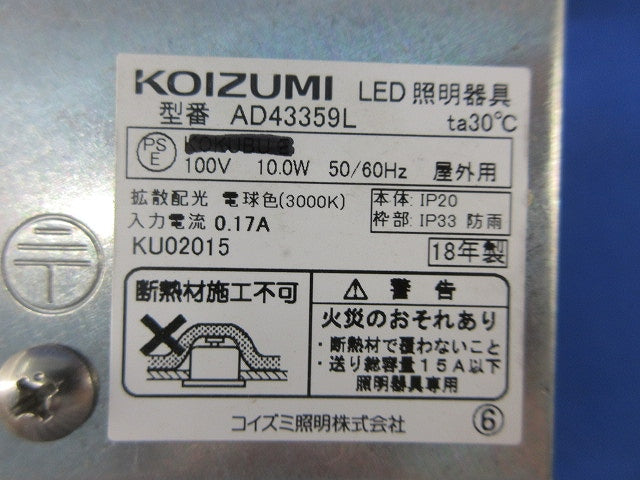 KOIZUMI LED 照明器具
型番 AD43359L ta30℃
PS E
100V 10.0W 50/60Hz 屋外用
拡散配光 電球色(3000K)
本体: IP20
入力電流 0.17A
枠部: IP33 防雨
KU02015
18年製
断熱材施工不可
⚠ 警告
火災のおそれあり
・断熱材で覆わないこと
・送り総容量15A以下
照明器具専用
コイズミ照明株式会社 ⑥